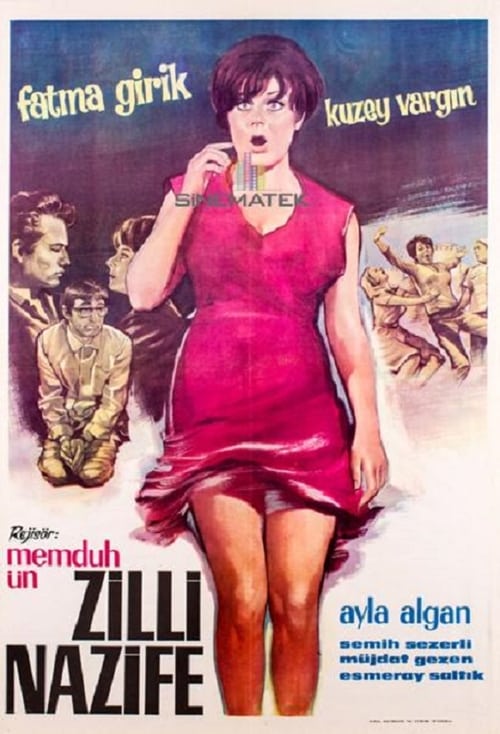 fatma girik
kuzey vargın
SİNEMATEK
Rejisör:
memduh
ün
ZİLLİ
NAZİFE
ayla algan
semih sezerli
müjdat gezen
esmeray saltık